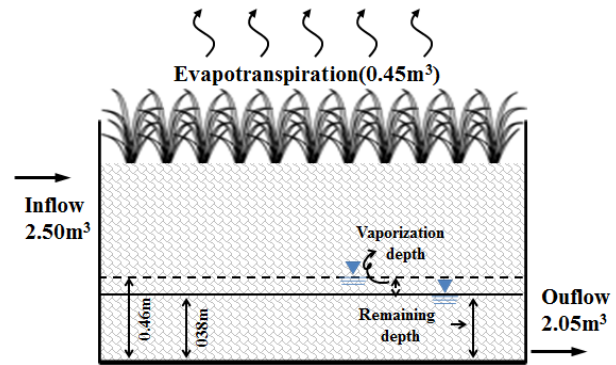 Evapotranspiration(0.45m³)
Inflow
2.50m³
Vaporization
depth
0.46m
038m
Remaining
depth
Ouflow
2.05m³